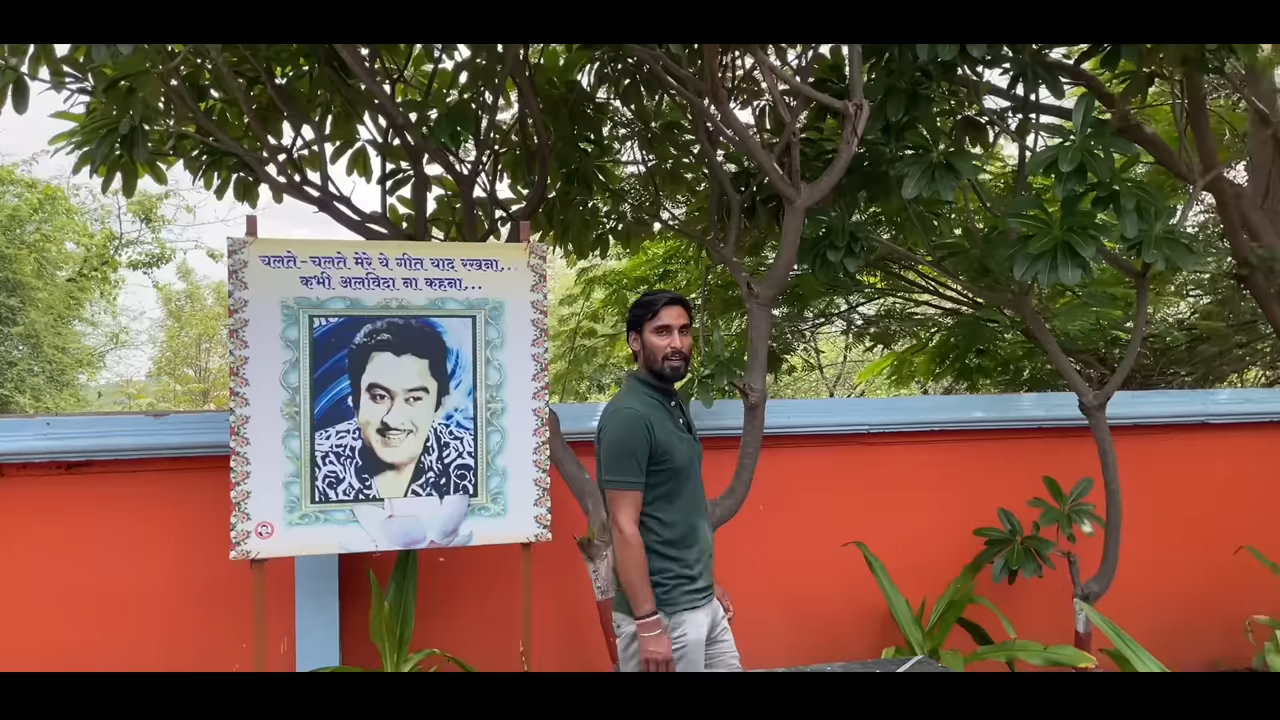 चलते-चलते मेरे ये गीत याद रखना...
कभी अलविदा ना कहना...